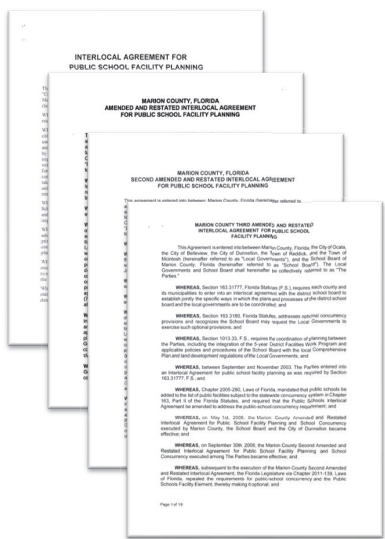 INTERLOCAL AGREEMENT FOR
PUBLIC SCHOOL FACILITY PLANNING
MARION COUNTY, FLORIDA
AMENDED AND RESTATED INTERLOCAL AGREEMENT
FOR PUBLIC SCHOOL FACILITY PLANNING
MARION COUNTY, FLORIDA
SECOND AMENDED AND RESTATED INTERLOCAL AGREEMENT
FOR PUBLIC SCHOOL FACILITY PLANNING
This agreement is entered into between Marion County, Florida (hereinafter referred to
MARION COUNTY THIRD AMENDED AND RESTATED
INTERLOCAL AGREEMENT FOR PUBLIC SCHOOL
FACILITY PLANNING
This Agreement is entered into between Marion County, Florida, the City of Ocala,
the City of Belleview, the City of Dunnellon, the Town of Reddick, and the Town of
McIntosh (hereinafter referred to as "Local Governments"), and the School Board of
Marion County, Florida (hereinafter referred to as "School Board"). The Local
Governments and School Board shall hereinafter be collectively referred to as "The
Parties."
WHEREAS, Section 163.31777, Florida Statutes (F.S.), requires each county and
its municipalities to enter into an interlocal agreement with the district school board to
establish jointly the specific ways in which the plans and processes of the district school
board and the local governments are to be coordinated; and
WHEREAS, Section 163.3180, Florida Statutes, addresses optional concurrency
provisions and recognizes the School Board may request the Local Governments to
exercise such optional provisions; and
WHEREAS, Section 1013.33, F.S., requires the coordination of planning between
the Parties, including the integration of the 5-year District Facilities Work Program and
applicable policies and procedures of the School Board with the local Comprehensive
Plan and land development regulations of the Local Governments; and
WHEREAS, between September and November 2003, The Parties entered into
an Interlocal Agreement for public school facility planning as was required by Section
163.31777, F.S.; and
WHEREAS, Chapter 2005-290, Laws of Florida, mandated that public schools be
added to the list of public facilities subject to the statewide concurrency system in Chapter
163, Part II of the Florida Statutes, and required that the Public Schools Interlocal
Agreement be amended to address the public school concurrency requirement; and
WHEREAS, on May 1st, 2008, the Marion County Amended and Restated
Interlocal Agreement for Public School Facility Planning and School Concurrency
executed by Marion County, the School Board and the City of Dunnellon became
effective; and
WHEREAS, on September 30th, 2008, the Marion County Second Amended and
Restated Interlocal Agreement for Public School Facility Planning and School
Concurrency executed among The Parties became effective; and
WHEREAS, subsequent to the execution of the Marion County Second Amended
and Restated Interlocal Agreement, the Florida Legislature via Chapter 2011-139, Laws
of Florida, repealed the requirements for public school concurrency and the Public
Schools Facility Element, thereby making it optional; and
Page 1 of 19